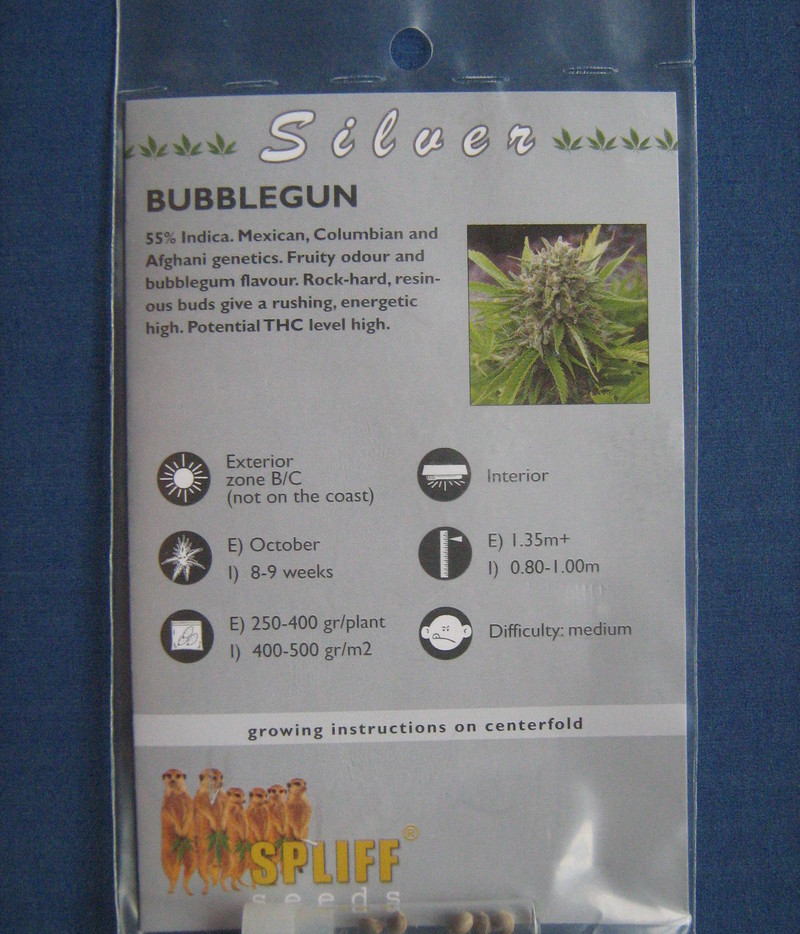 Silver
BUBBLEGUN
55% Indica. Mexican, Columbian and
Afghani genetics. Fruity odour and
bubblegum flavour. Rock-hard, resin-
ous buds give a rushing, energetic
high. Potential THC level high.
Exterior
zone B/C
(not on the coast)
Interior
E) October
I) 8-9 weeks
E) 1.35m+
I) 0.80-1.00m
E) 250-400 gr/plant
I) 400-500 gr/m2
Difficulty: medium
growing instructions on centerfold
SPLIFF®
seeds